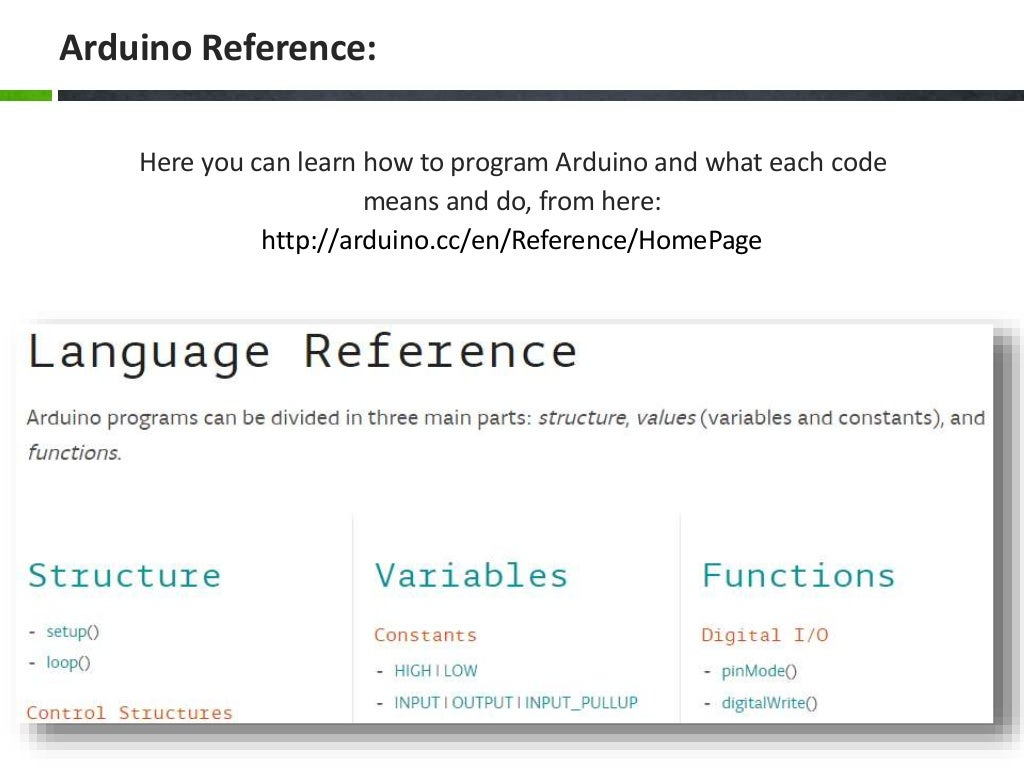 Arduino Reference:
Here you can learn how to program Arduino and what each code
means and do, from here:
http://arduino.cc/en/Reference/HomePage
Language Reference
Arduino programs can be divided in three main parts: structure, values (variables and constants), and
functions.
Structure
- setup()
- loop()
Control Structures
Variables
Constants
- HIGH | LOW
- INPUT | OUTPUT | INPUT_PULLUP
Functions
Digital I/O
- pinMode()
- digitalWrite()